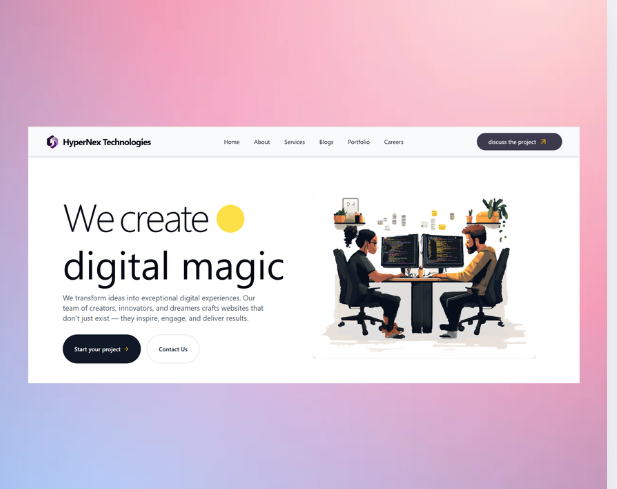 HyperNex Technologies
Home About Services Blogs Portfolio Careers
discuss the project
We create
digital magic
We transform ideas into exceptional digital experiences. Our
team of creators, innovators, and dreamers crafts websites that
don't just exist — they inspire, engage, and deliver results.
Start your project →
Contact Us